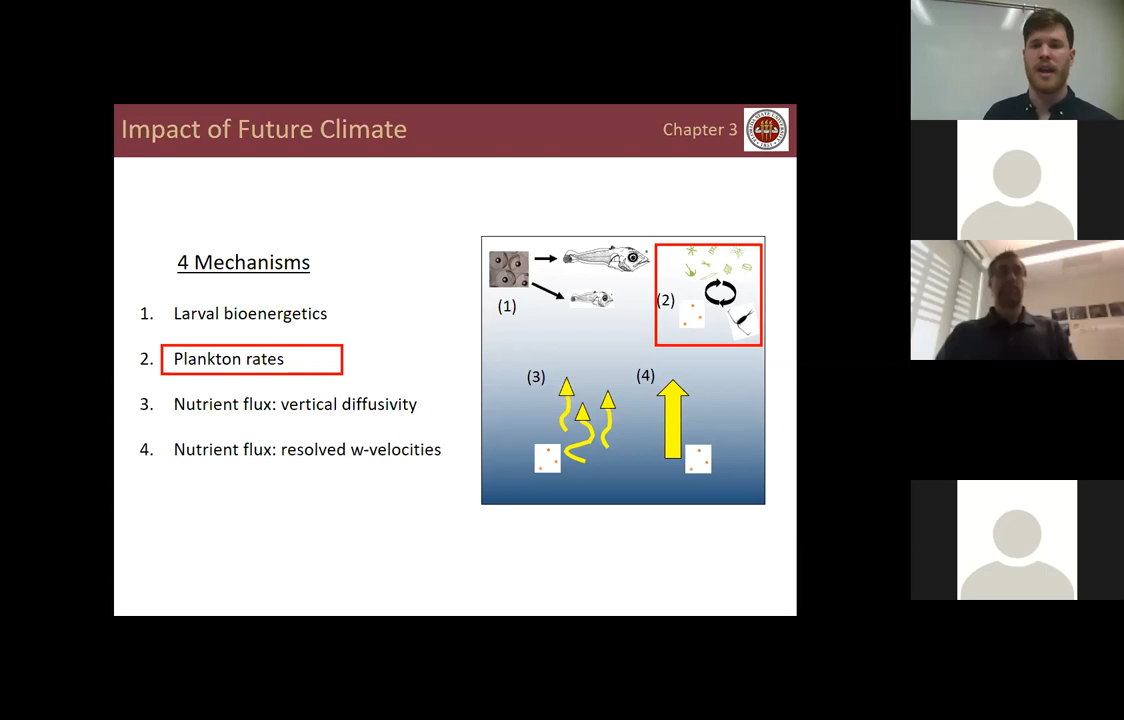 Impact of Future Climate
Chapter 3
4 Mechanisms
1. Larval bioenergetics
2. Plankton rates
3. Nutrient flux: vertical diffusivity
4. Nutrient flux: resolved w-velocities
(1)
(2)
(3)
(4)